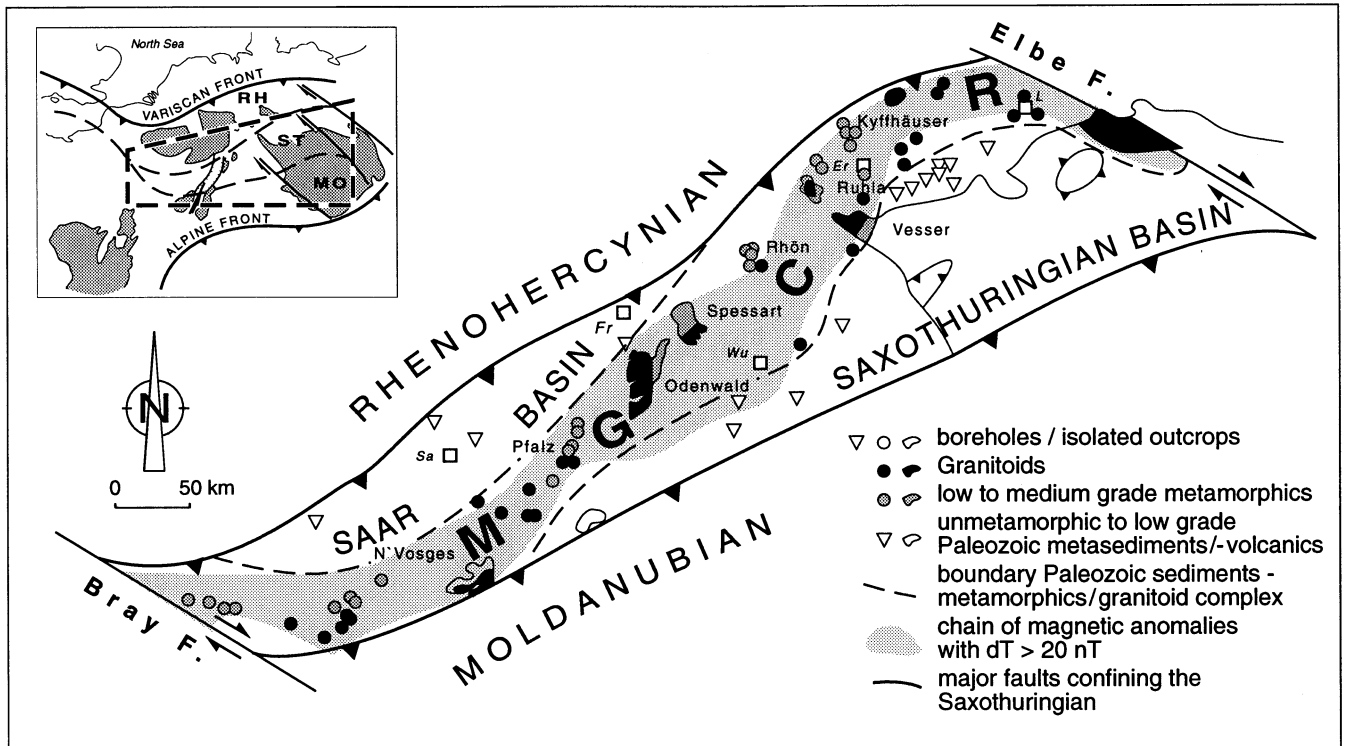 North Sea
VARISCAN FRONT
RH
ST
MO
ALPINE FRONT
Elbe F.
R
L
Kyffhäuser
Er
Ruhla
Vesser
RHENOHERCYNIAN
SAXOTHURINGIAN BASIN
Rhön
C
Spessart
Fr
Wu
BASIN
Odenwald
G
Pfalz
Sa
SAAR
M
N`Vosges
MOLDANUBIAN
Bray F.
N
0 50 km
boreholes / isolated outcrops
Granitoids
low to medium grade metamorphics
unmetamorphic to low grade
Paleozoic metasediments/-volcanics
boundary Paleozoic sediments -
metamorphics/granitoid complex
chain of magnetic anomalies
with dT > 20 nT
major faults confining the
Saxothuringian